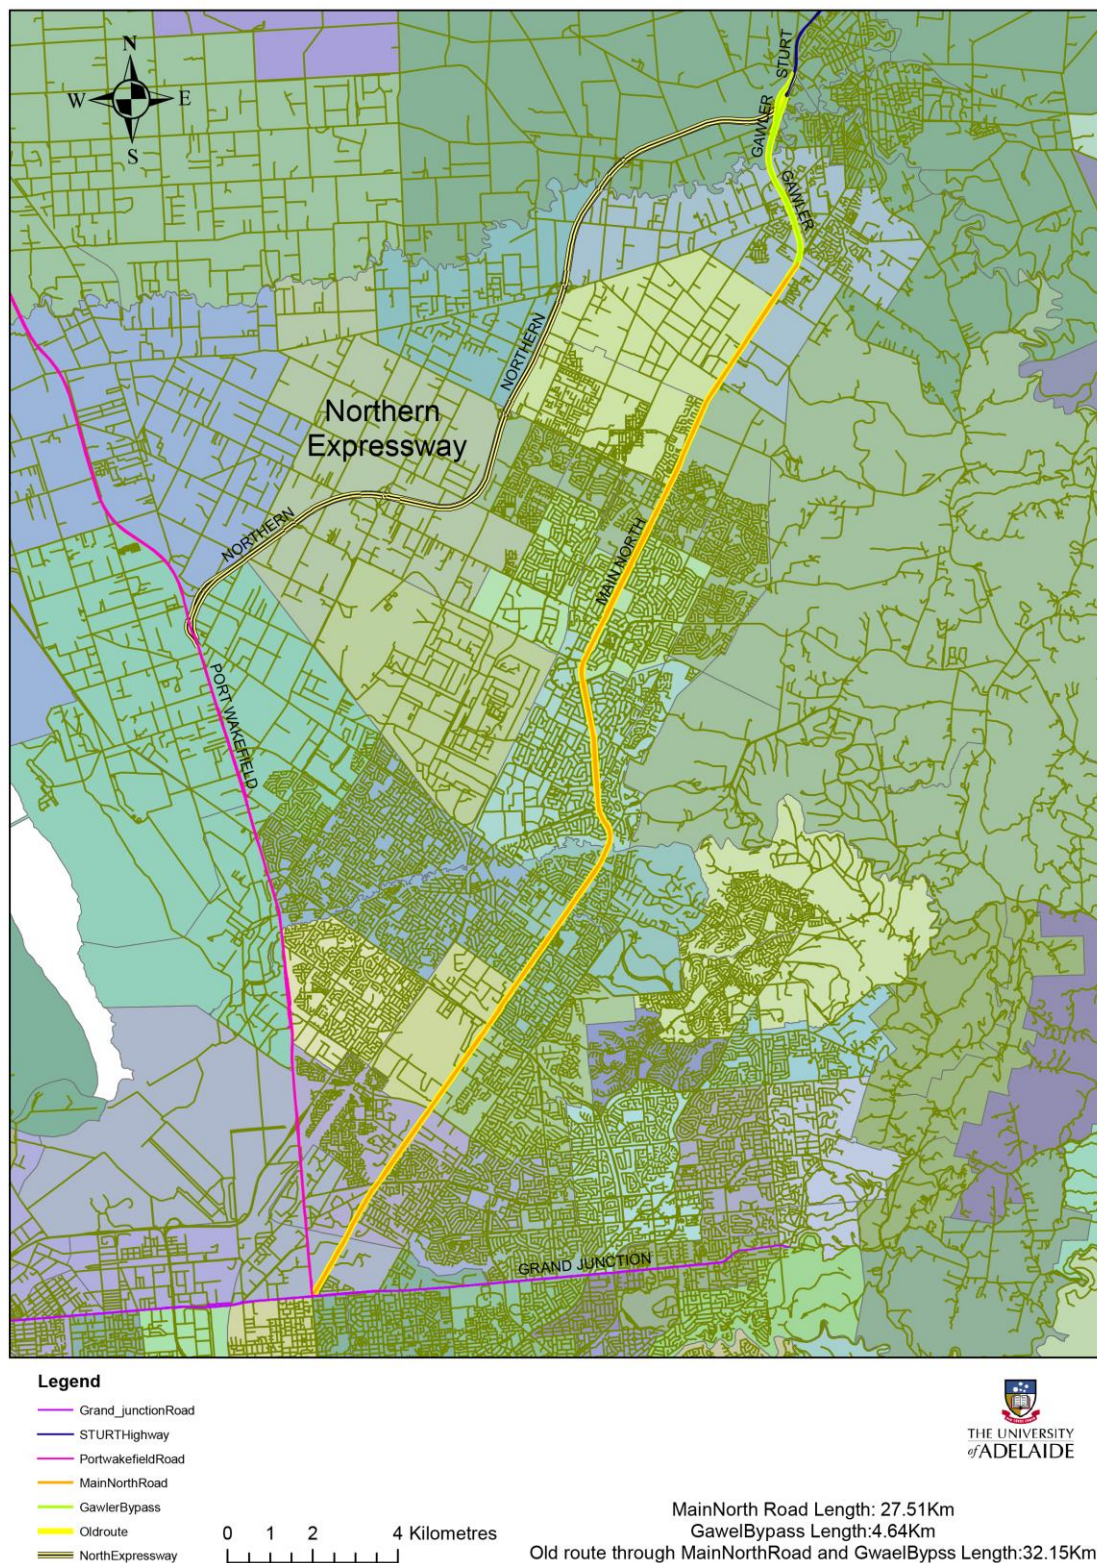 N
W E
S
STURT
GAWLER
GAWLER
NORTHERN
Northern
Expressway
NORTHERN
MAIN NORTH
PORT WAKEFIELD
GRAND JUNCTION
Legend
Grand_junctionRoad
STURTHighway
PortwakefieldRoad
MainNorthRoad
GawlerBypass
Oldroute
NorthExpressway
0 1 2 4 Kilometres
THE UNIVERSITY
of ADELAIDE
MainNorth Road Length: 27.51Km
GawelBypass Length:4.64Km
Old route through MainNorthRoad and GwaelBypss Length:32.15Km